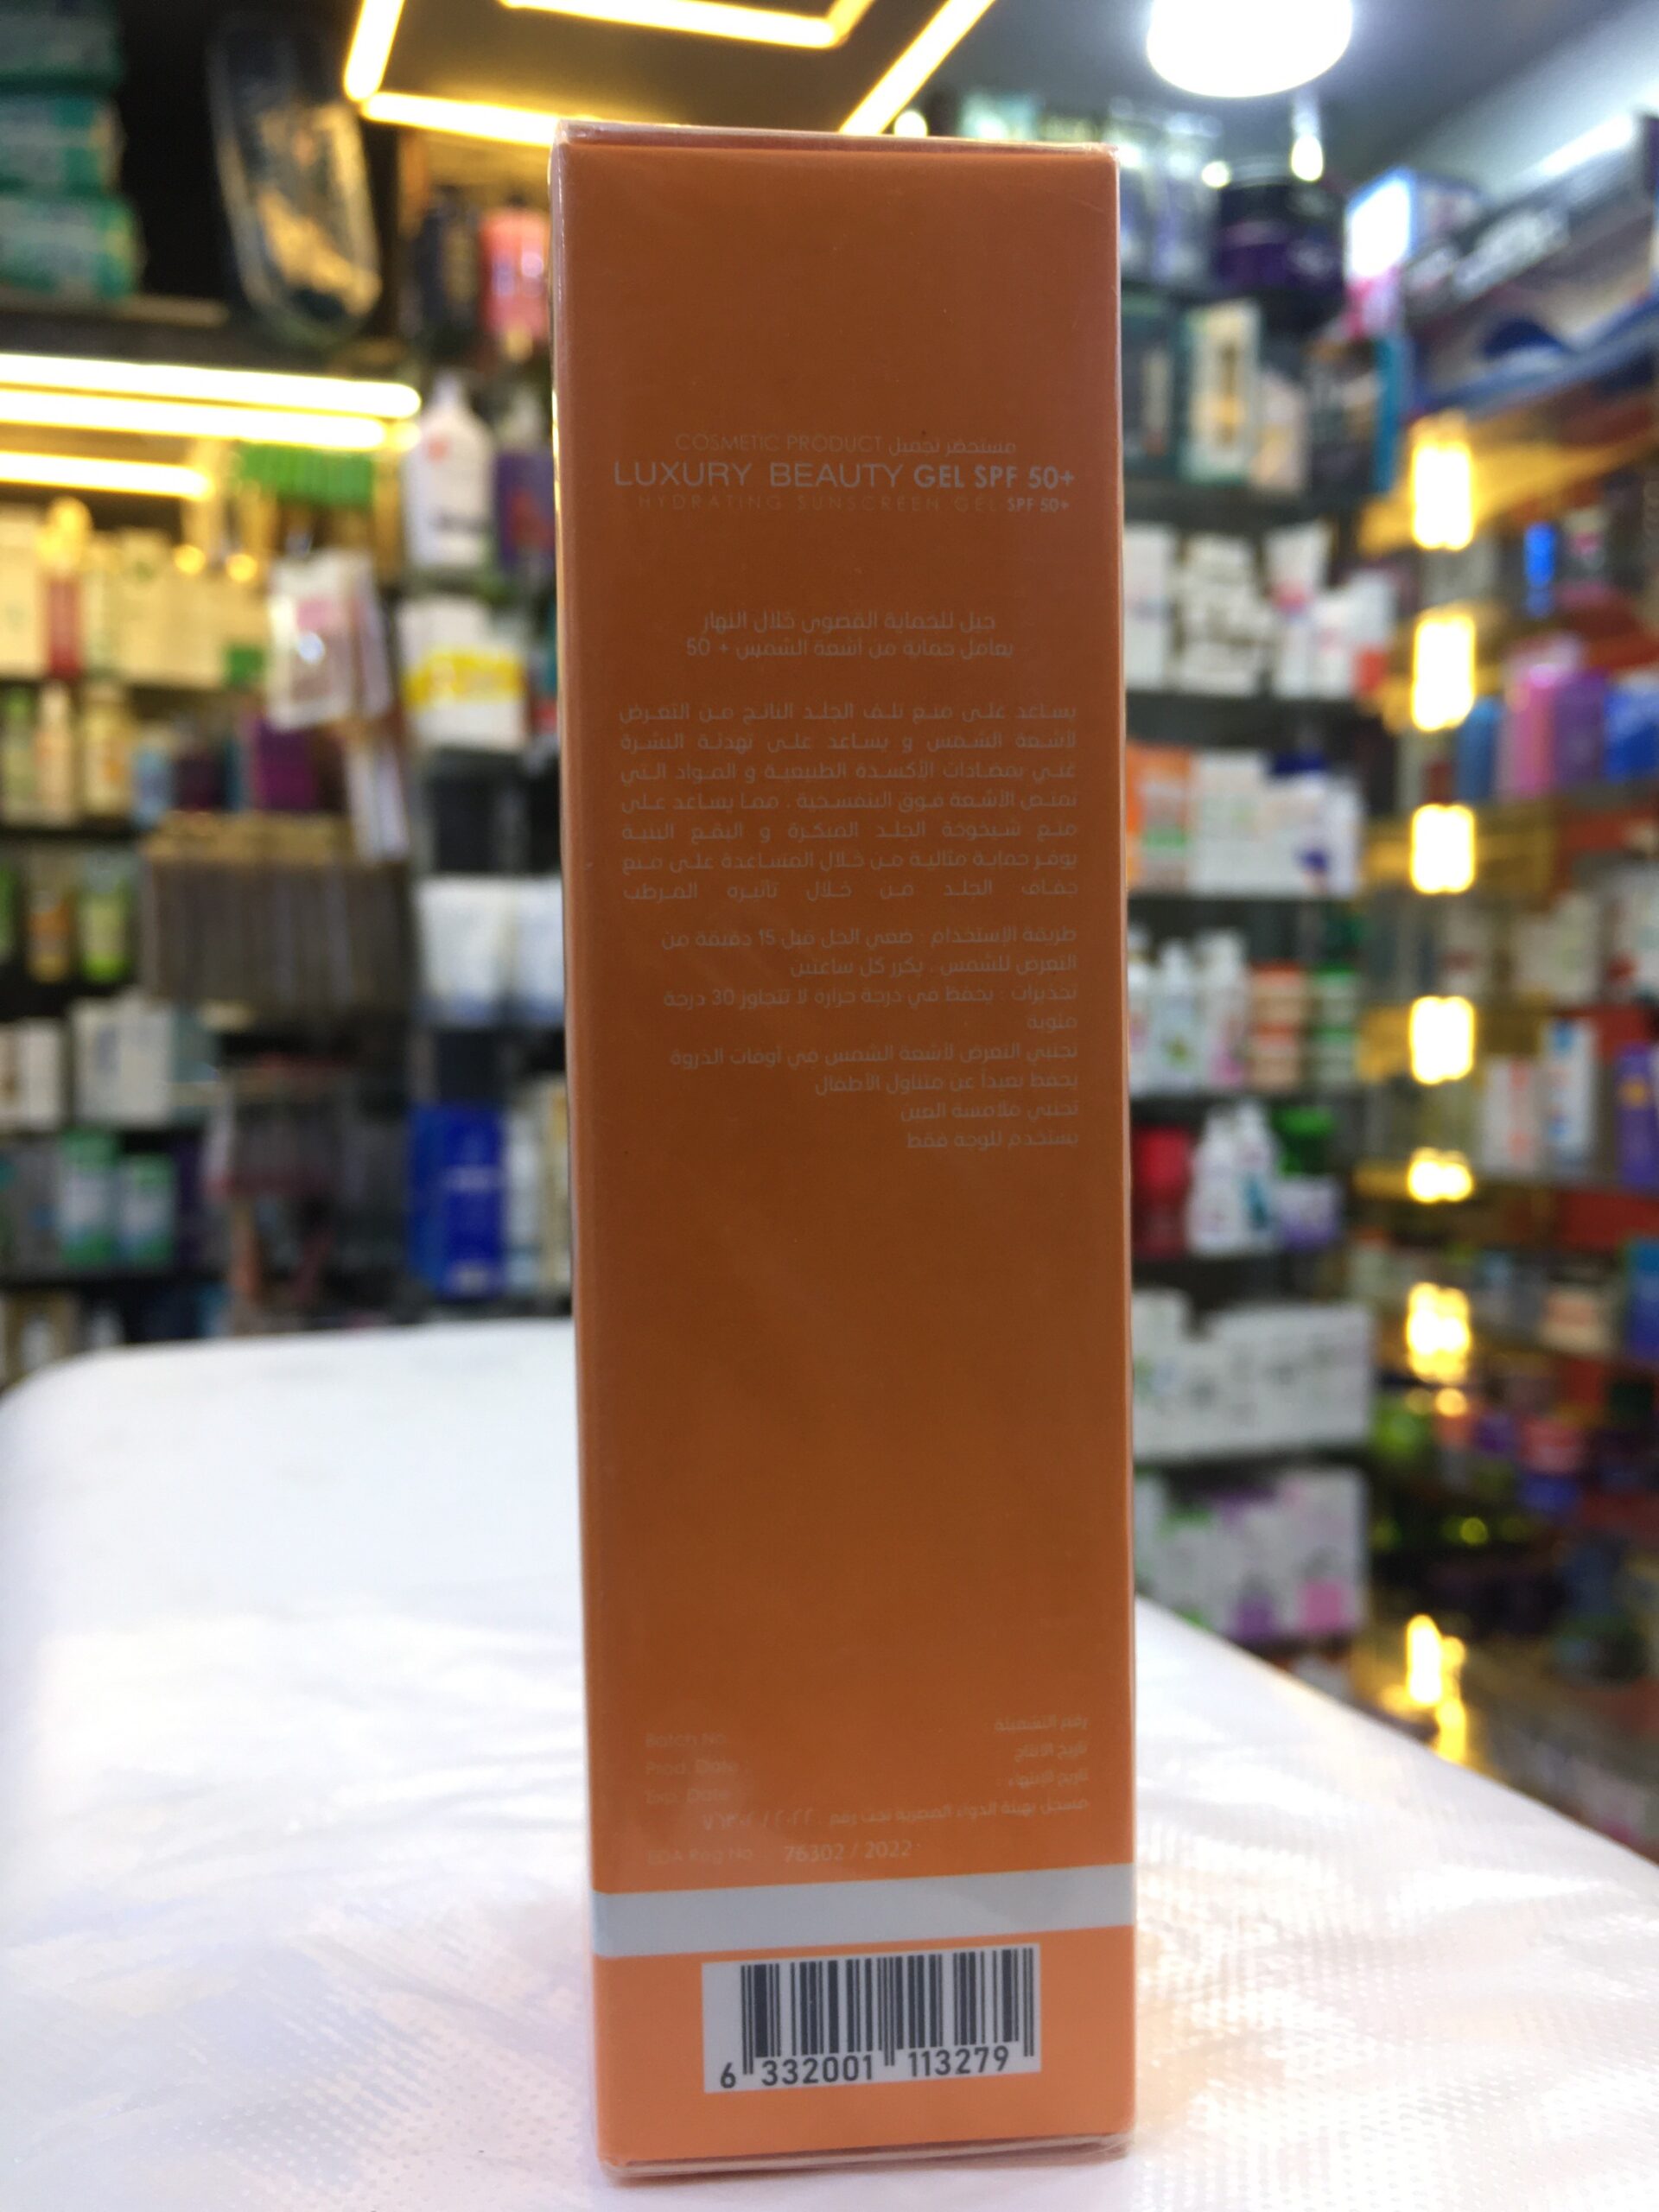 COSMETIC PRODUCT مستحضر تجميل
LUXURY BEAUTY GEL SPF 50+
HYDRATING SUNSCREEN GEL SPF 50+
جيل للحماية القصوى خلال النهار
بعامل حماية من أشعة الشمس + 50
يساعد على منع تلف الجلد الناتج من التعرض
لأشعة الشمس و يساعد على تهدئة البشرة
غني بمضادات الأكسدة الطبيعية و المواد التي
تمتص الأشعة فوق البنفسجية . مما يساعد على
منع شيخوخة الجلد المبكرة و البقع البنية
يوفر حماية مثالية من خلال المساعدة على منع
جفاف الجلد من خلال تأثيره المرطب
طريقة الإستخدام : ضعي الجل قبل 15 دقيقة من
التعرض للشمس . يكرر كل ساعتين
تحذيرات : يحفظ في درجة حرارة لا تتجاوز 30 درجة
مئوية
تجنبي التعرض لأشعة الشمس في أوقات الذروة
يحفظ بعيداً عن متناول الأطفال
تجنبي ملامسة العين
يستخدم للوجه فقط
Batch No رقم التشغيلة
Prod. Date : تاريخ الانتاج
Exp. Date تاريخ الإنتهاء
مسجل بهيئة الدواء المصرية تحت رقم
EDA Reg No 76302 / 2022
6 332001 113279